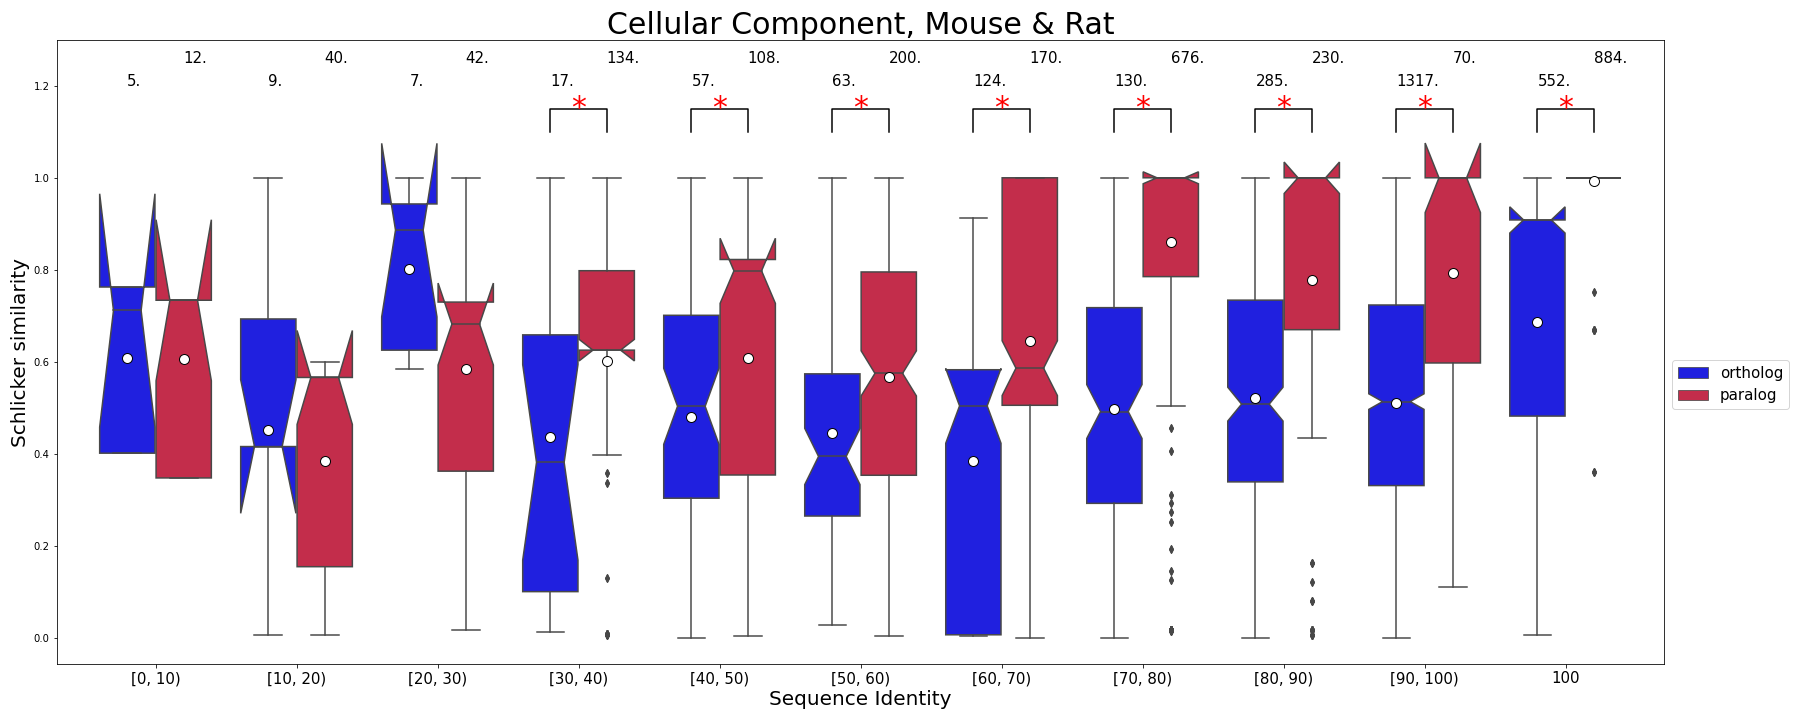 Cellular Component, Mouse & Rat
12. 40. 42. 134. 108. 200. 170. 676. 230. 70. 884.
5. 9. 7. 17. 57. 63. 124. 130. 285. 1317. 552.
* * * * * * * *
1.2
1.0
0.8
0.6
0.4
0.2
0.0
Schlicker similarity
ortholog
paralog
[0, 10) [10, 20) [20, 30) [30, 40) [40, 50) [50, 60) [60, 70) [70, 80) [80, 90) [90, 100) 100
Sequence Identity